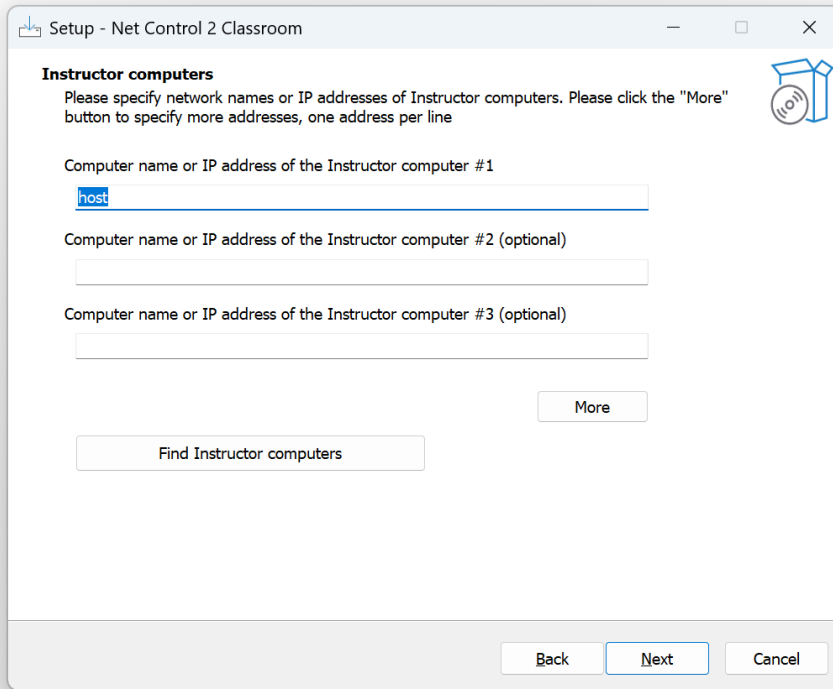 Setup - Net Control 2 Classroom
Instructor computers
Please specify network names or IP addresses of Instructor computers. Please click the "More"
button to specify more addresses, one address per line
Computer name or IP address of the Instructor computer #1
host
Computer name or IP address of the Instructor computer #2 (optional)
Computer name or IP address of the Instructor computer #3 (optional)
More
Find Instructor computers
Back Next Cancel